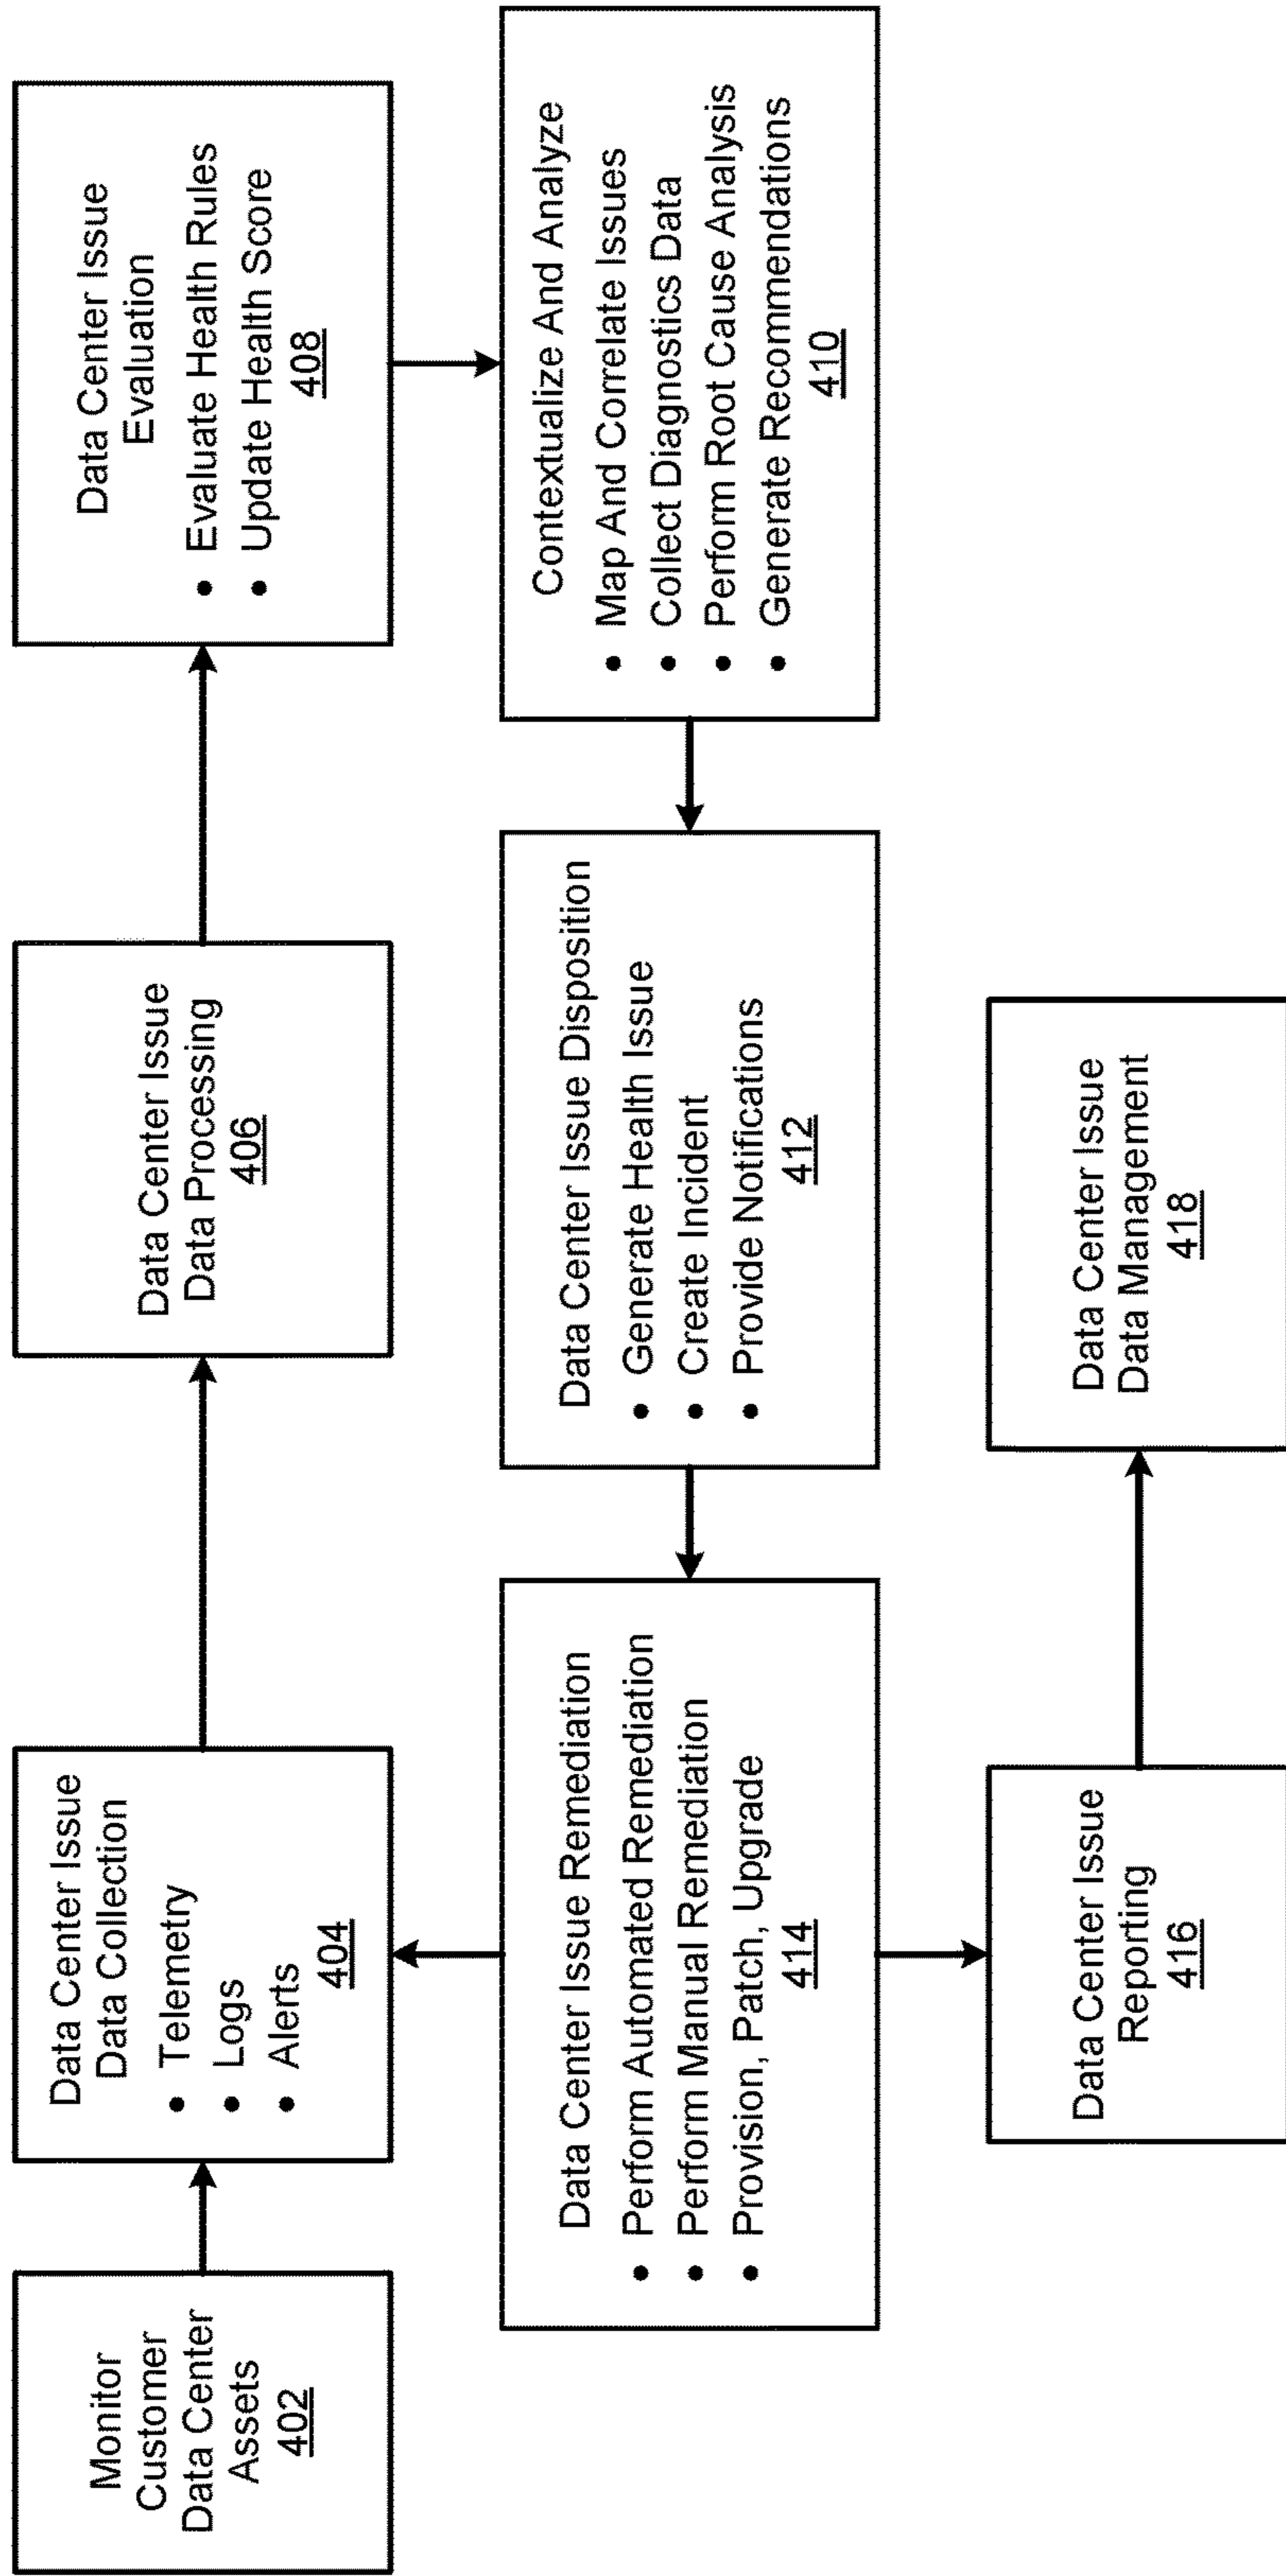 Monitor
Customer
Data Center
Assets
402
Data Center Issue
Data Collection
• Telemetry
• Logs
• Alerts
404
Data Center Issue
Data Processing
406
Data Center Issue
Evaluation
• Evaluate Health Rules
• Update Health Score
408
Contextualize And Analyze
• Map And Correlate Issues
• Collect Diagnostics Data
• Perform Root Cause Analysis
• Generate Recommendations
410
Data Center Issue Disposition
• Generate Health Issue
• Create Incident
• Provide Notifications
412
Data Center Issue Remediation
• Perform Automated Remediation
• Perform Manual Remediation
• Provision, Patch, Upgrade
414
Data Center Issue
Reporting
416
Data Center Issue
Data Management
418